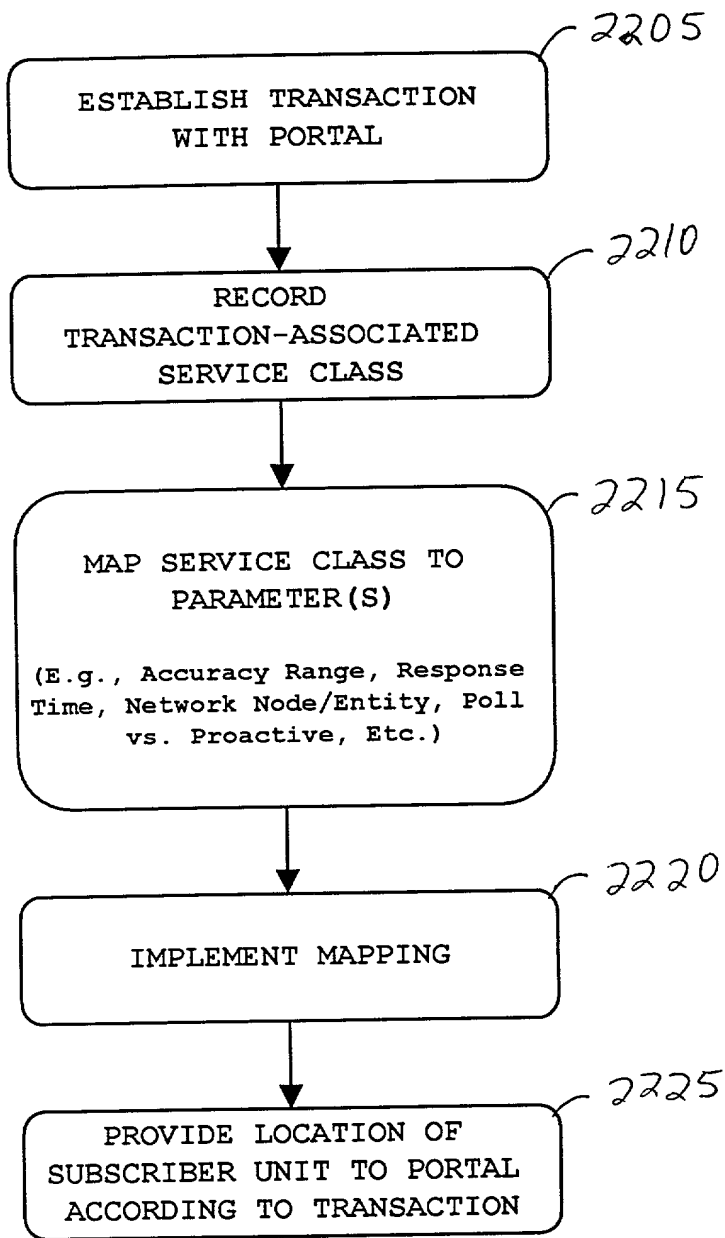 2205
ESTABLISH TRANSACTION
WITH PORTAL
2210
RECORD
TRANSACTION-ASSOCIATED
SERVICE CLASS
2215
MAP SERVICE CLASS TO
PARAMETER(S)
(E.g., Accuracy Range, Response
Time, Network Node/Entity, Poll
vs. Proactive, Etc.)
2220
IMPLEMENT MAPPING
2225
PROVIDE LOCATION OF
SUBSCRIBER UNIT TO PORTAL
ACCORDING TO TRANSACTION